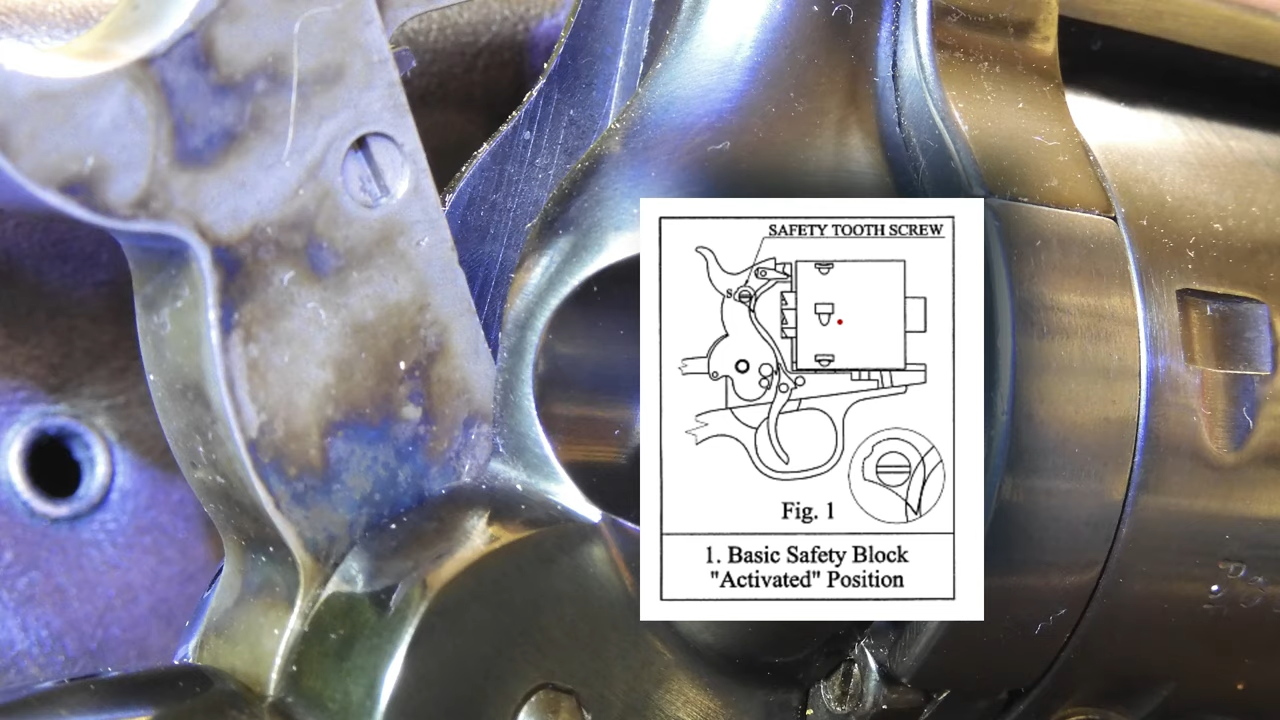 SAFETY TOOTH SCREW
S
Fig. 1
1. Basic Safety Block
"Activated" Position